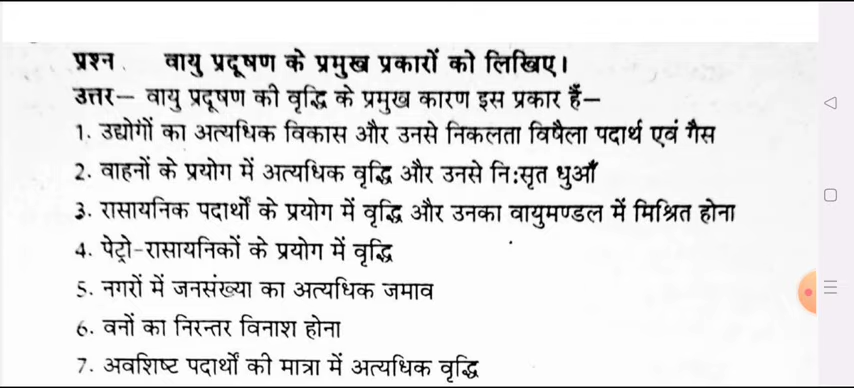 प्रश्न. वायु प्रदूषण के प्रमुख प्रकारों को लिखिए।
उत्तर— वायु प्रदूषण की वृद्धि के प्रमुख कारण इस प्रकार हैं—
1. उद्योगों का अत्यधिक विकास और उनसे निकलता विषैला पदार्थ एवं गैस
2. वाहनों के प्रयोग में अत्यधिक वृद्धि और उनसे नि:सृत धुआँ
3. रासायनिक पदार्थों के प्रयोग में वृद्धि और उनका वायुमण्डल में मिश्रित होना
4. पेट्रो-रासायनिकों के प्रयोग में वृद्धि
5. नगरों में जनसंख्या का अत्यधिक जमाव
6. वनों का निरन्तर विनाश होना
7. अवशिष्ट पदार्थों की मात्रा में अत्यधिक वृद्धि